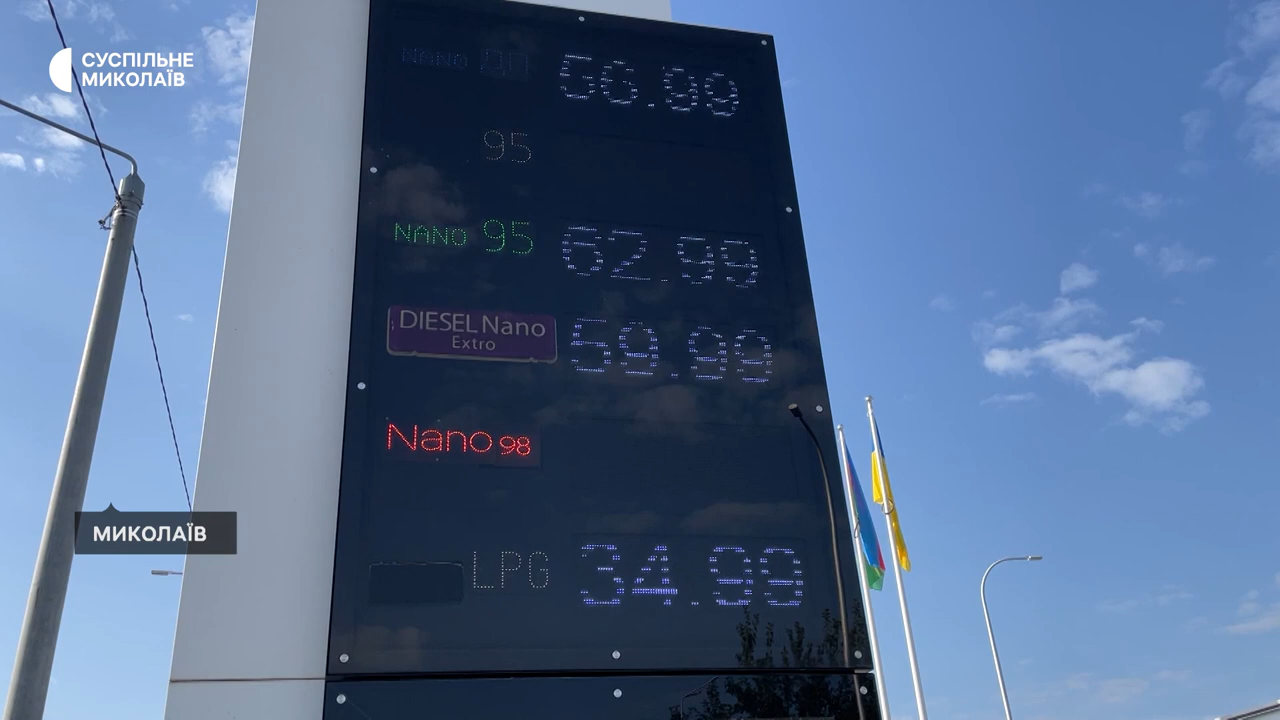 СУСПІЛЬНЕ
МИКОЛАЇВ
NANO ДП 56.99
95
NANO 95 62.99
DIESEL Nano 59.99
Extro
Nano 98
LPG 34.99
МИКОЛАЇВ